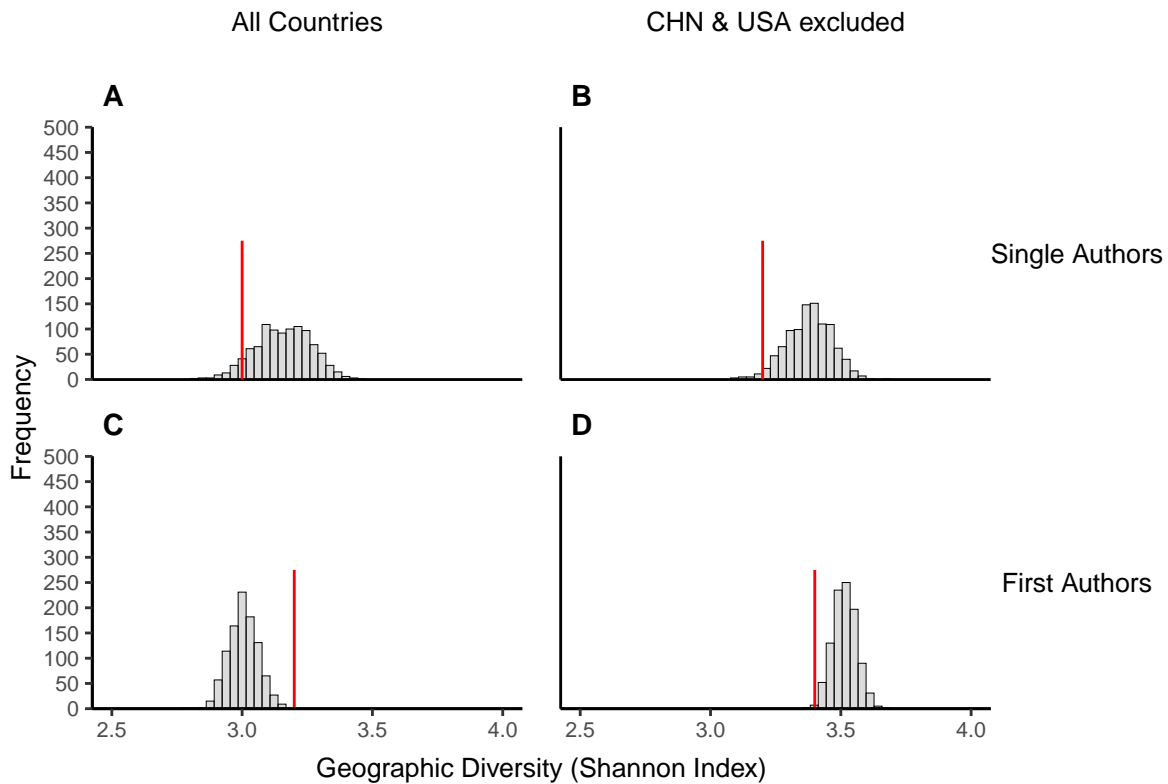 All Countries
CHN & USA excluded
A
B
500
450
400
350
300
250
200
150
100
50
0
Single Authors
Frequency
C
D
500
450
400
350
300
250
200
150
100
50
0
First Authors
2.5 3.0 3.5 4.0
2.5 3.0 3.5 4.0
Geographic Diversity (Shannon Index)